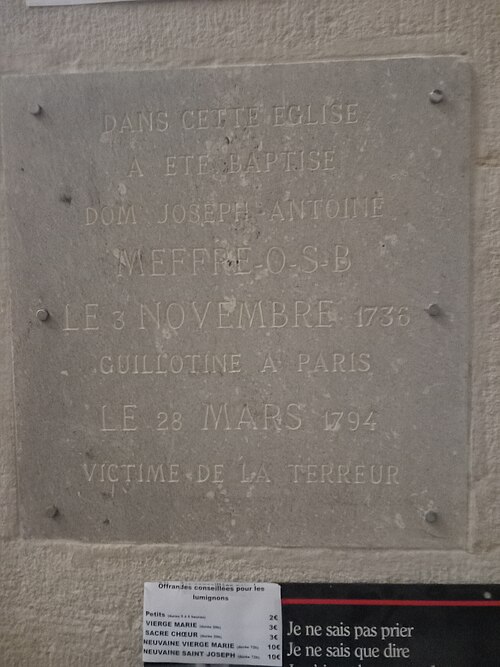 DANS CETTE EGLISE
A ETE BAPTISE
DOM JOSEPH-ANTOINE
MEFFRE-O-S-B
LE 3 NOVEMBRE 1736
GUILLOTINE A PARIS
LE 28 MARS 1794
VICTIME DE LA TERREUR
Offrandes conseillées pour les
lumignons
Petits 2€
VIERGE MARIE 3€
SACRE CHŒUR 3€
NEUVAINE VIERGE MARIE 10€
NEUVAINE SAINT JOSEPH 10€
Je ne sais pas prier
Je ne sais que dire